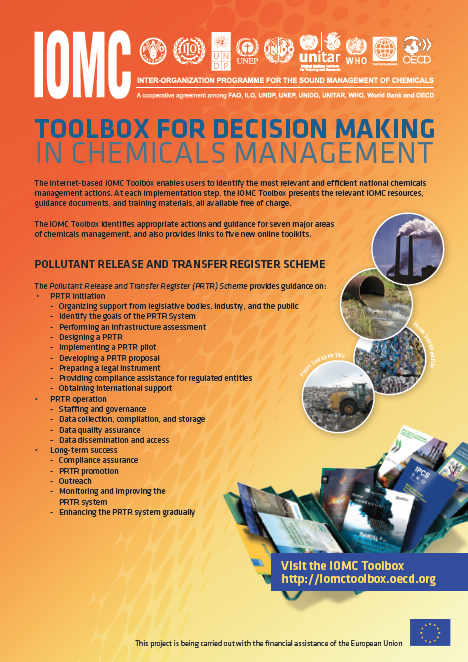 IOMC
UNDP
UNEP
unitar
WHO
OECD
INTER-ORGANIZATION PROGRAMME FOR THE SOUND MANAGEMENT OF CHEMICALS
A cooperative agreement among FAO, ILO, UNDP, UNEP, UNIDO, UNITAR, WHO, World Bank and OECD
TOOLBOX FOR DECISION MAKING
IN CHEMICALS MANAGEMENT
The Internet-based IOMC Toolbox enables users to identify the most relevant and efficient national chemicals
management actions. At each implementation step, the IOMC Toolbox presents the relevant IOMC resources,
guidance documents, and training materials, all available free of charge.
The IOMC Toolbox identifies appropriate actions and guidance for seven major areas
of chemicals management, and also provides links to five new online toolkits.
POLLUTANT RELEASE AND TRANSFER REGISTER SCHEME
The Pollutant Release and Transfer Register (PRTR) Scheme provides guidance on:
• PRTR initiation
- Organizing support from legislative bodies, industry, and the public
- Identify the goals of the PRTR System
- Performing an infrastructure assessment
- Designing a PRTR
- Implementing a PRTR pilot
- Developing a PRTR proposal
- Preparing a legal instrument
- Providing compliance assistance for regulated entities
- Obtaining international support
• PRTR operation
- Staffing and governance
- Data collection, compilation, and storage
- Data quality assurance
- Data dissemination and access
• Long-term success
- Compliance assurance
- PRTR promotion
- Outreach
- Monitoring and improving the
PRTR system
- Enhancing the PRTR system gradually
IPCS
Visit the IOMC Toolbox
http://iomctoolbox.oecd.org
This project is being carried out with the financial assistance of the European Union